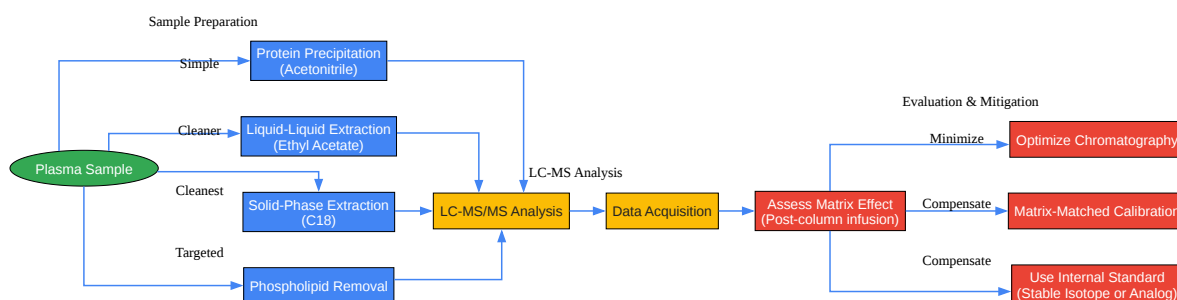 Sample Preparation
Simple
Protein Precipitation
(Acetonitrile)
Cleaner
Liquid-Liquid Extraction
(Ethyl Acetate)
Plasma Sample
Cleanest
Solid-Phase Extraction
(C18)
Targeted
Phospholipid Removal
LC-MS Analysis
LC-MS/MS Analysis
Data Acquisition
Assess Matrix Effect
(Post-column infusion)
Evaluation & Mitigation
Minimize
Optimize Chromatography
Compensate
Matrix-Matched Calibration
Compensate
Use Internal Standard
(Stable Isotope or Analog)